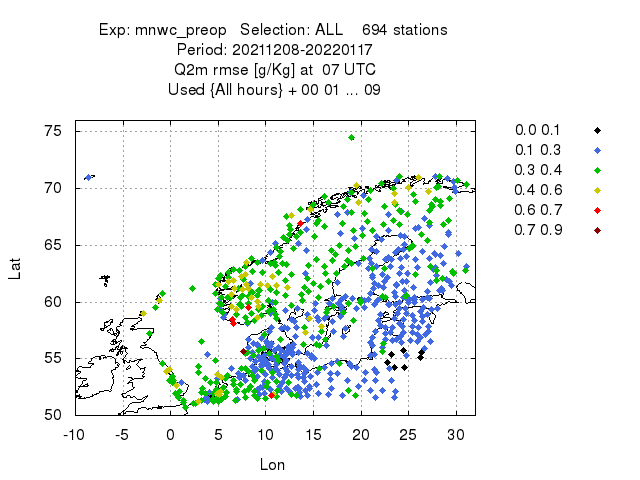 Exp: mnwc_preop Selection: ALL 694 stations
Period: 20211208-20220117
Q2m rmse [g/Kg] at 07 UTC
Used {All hours} + 00 01 ... 09
0.0 0.1
0.1 0.3
0.3 0.4
0.4 0.6
0.6 0.7
0.7 0.9
75
70
65
60
55
50
Lat
-10 -5 0 5 10 15 20 25 30
Lon